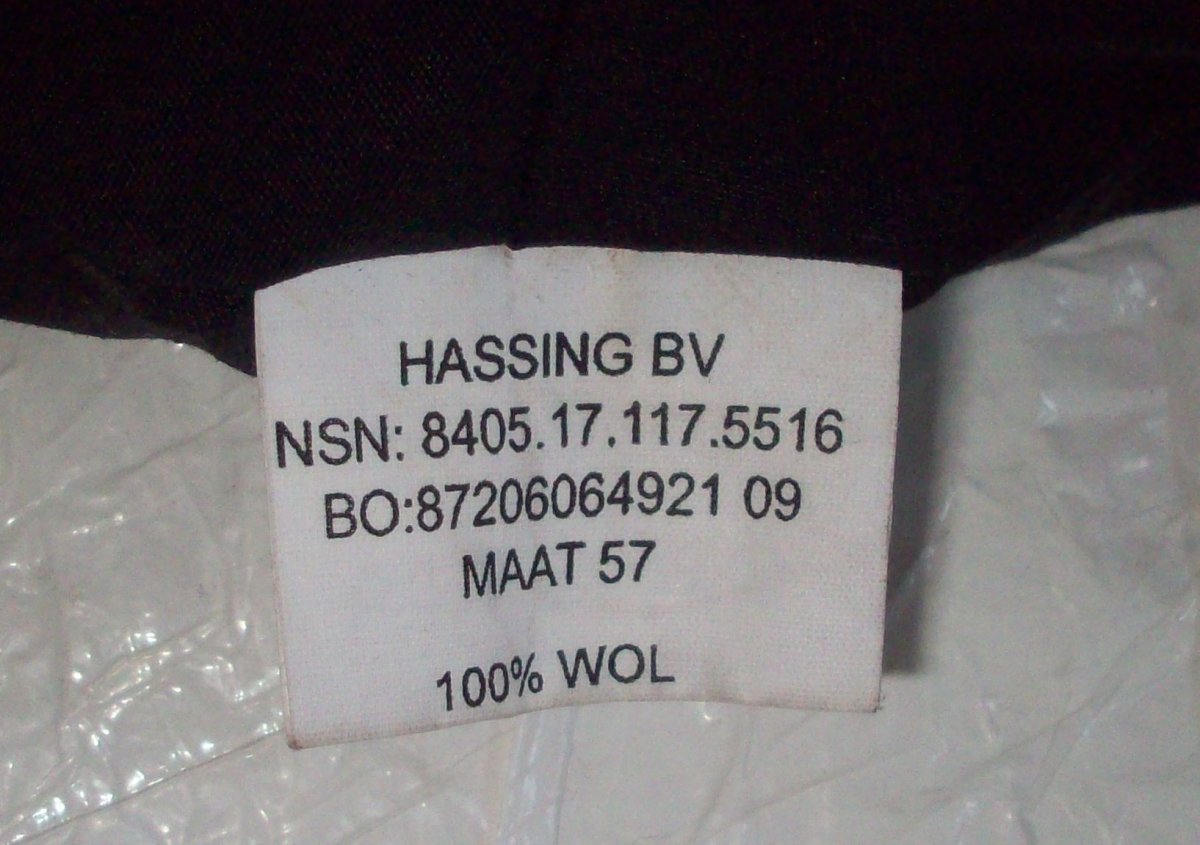 HASSING BV
NSN: 8405.17.117.5516
BO:87206064921 09
MAAT 57
100% WOL